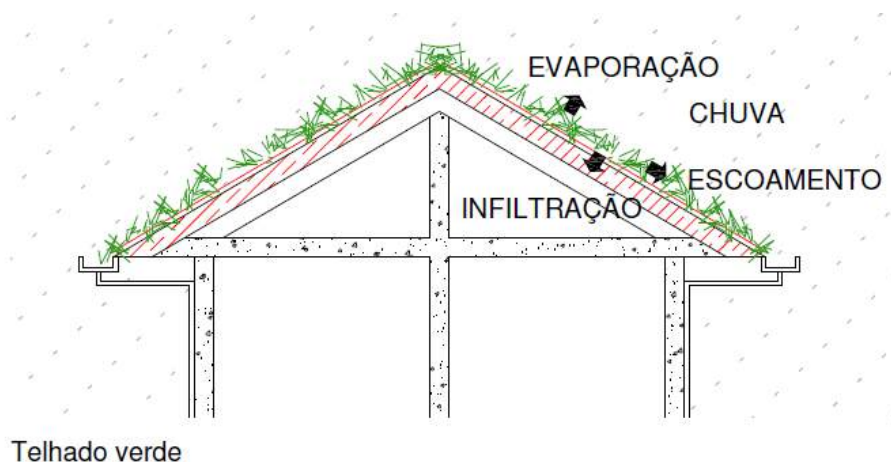 EVAPORAÇÃO
CHUVA
ESCOAMENTO
INFILTRAÇÃO
Telhado verde